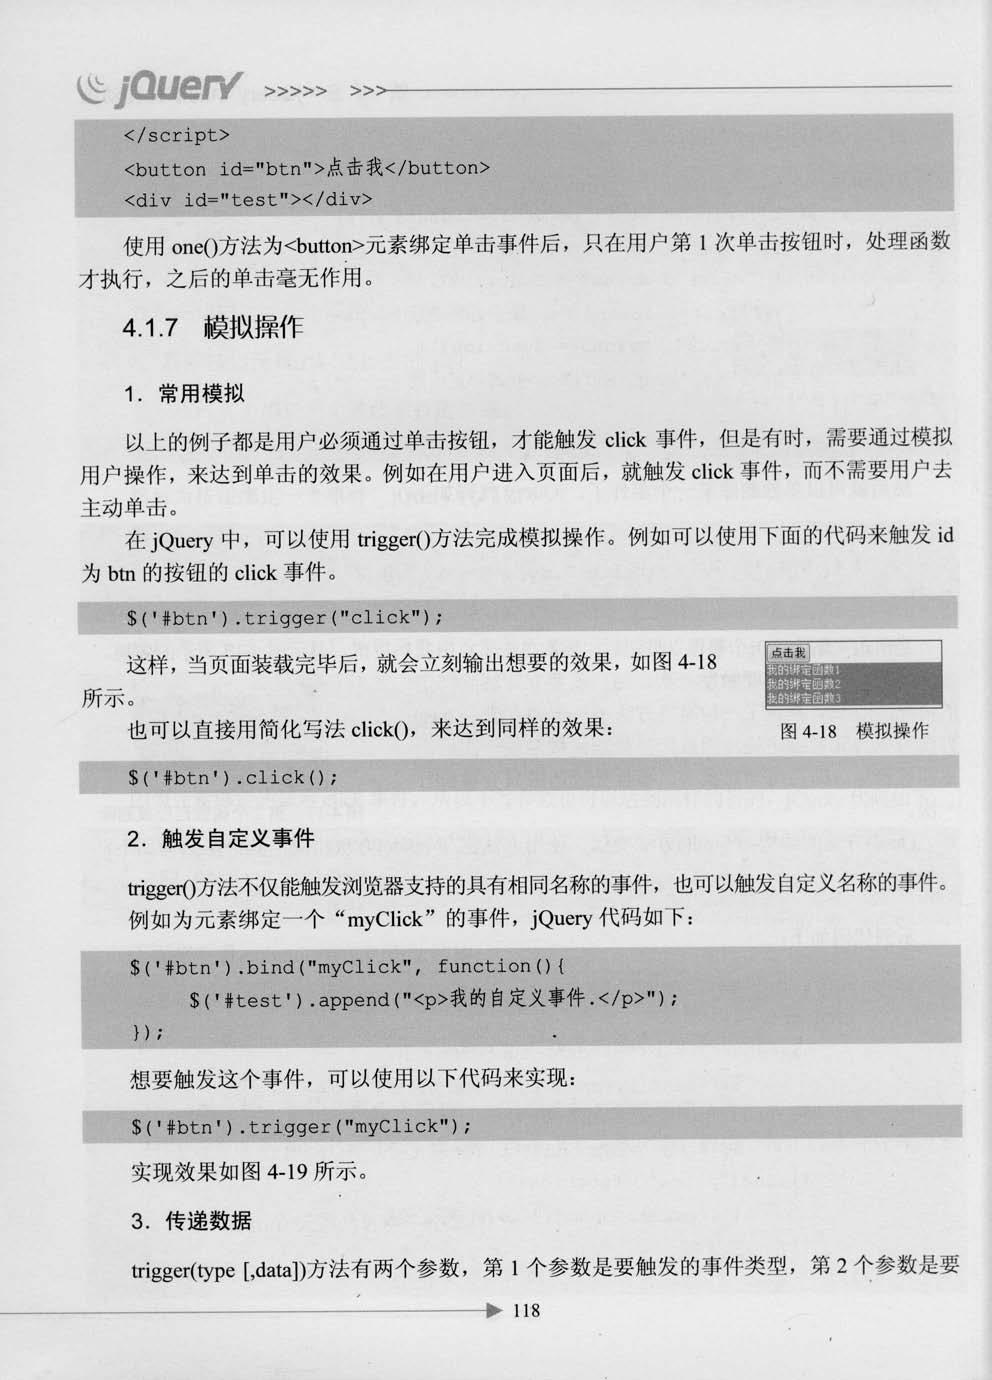 jQuery >>>>> >>>
</script>
<button id="btn">点击我</button>
<div id="test"></div>
使用 one()方法为<button>元素绑定单击事件后，只在用户第 1 次单击按钮时，处理函数
才执行，之后的单击毫无作用。
4.1.7 模拟操作
1．常用模拟
以上的例子都是用户必须通过单击按钮，才能触发 click 事件，但是有时，需要通过模拟
用户操作，来达到单击的效果。例如在用户进入页面后，就触发 click 事件，而不需要用户去
主动单击。
在 jQuery 中，可以使用 trigger()方法完成模拟操作。例如可以使用下面的代码来触发 id
为 btn 的按钮的 click 事件。
$('#btn').trigger("click");
这样，当页面装载完毕后，就会立刻输出想要的效果，如图 4-18
所示。
点击我
我的绑定函数1
我的绑定函数2
我的绑定函数3
图 4-18 模拟操作
也可以直接用简化写法 click()，来达到同样的效果：
$('#btn').click();
2．触发自定义事件
trigger()方法不仅能触发浏览器支持的具有相同名称的事件，也可以触发自定义名称的事件。
例如为元素绑定一个“myClick”的事件，jQuery 代码如下：
$('#btn').bind("myClick", function(){
$('#test').append("<p>我的自定义事件.</p>");
});
想要触发这个事件，可以使用以下代码来实现：
$('#btn').trigger("myClick");
实现效果如图 4-19 所示。
3．传递数据
trigger(type [,data])方法有两个参数，第 1 个参数是要触发的事件类型，第 2 个参数是要
118